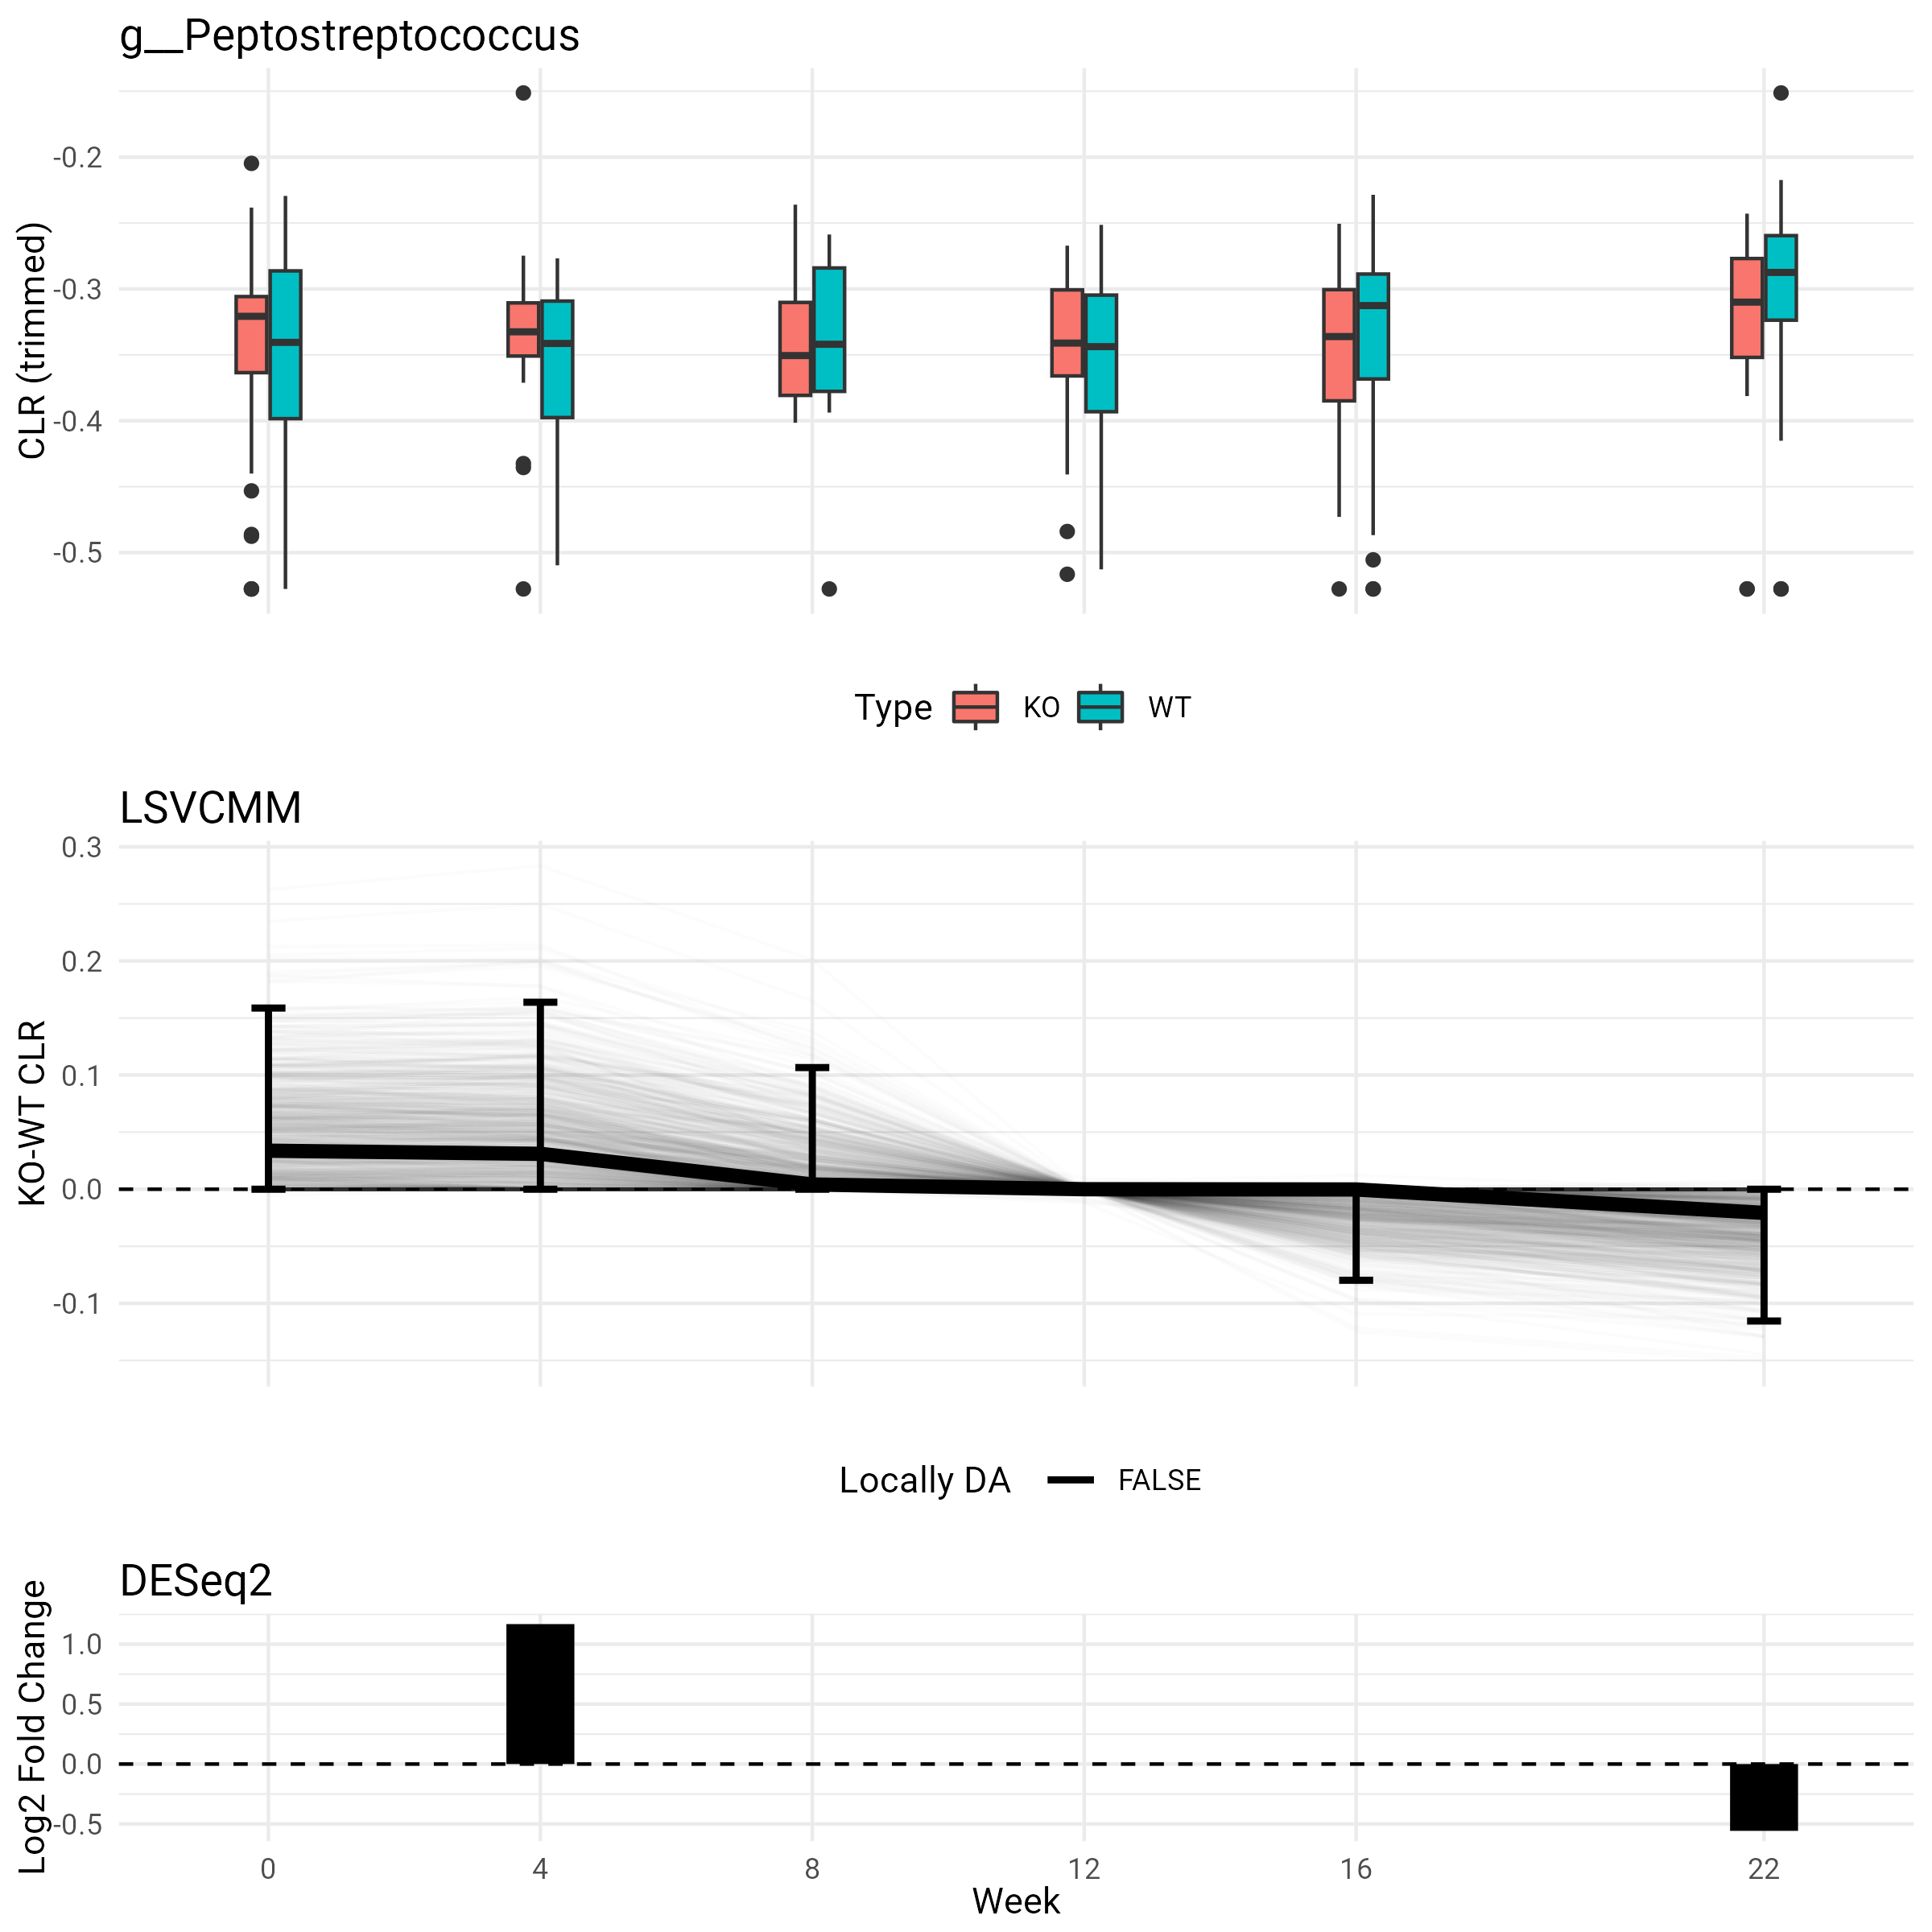 g__Peptostreptococcus
CLR (trimmed)
-0.2
-0.3
-0.4
-0.5
Type KO WT
LSVCMM
KO-WT CLR
0.3
0.2
0.1
0.0
-0.1
Locally DA FALSE
DESeq2
Log2 Fold Change
1.0
0.5
0.0
-0.5
0 4 8 12 16 22
Week